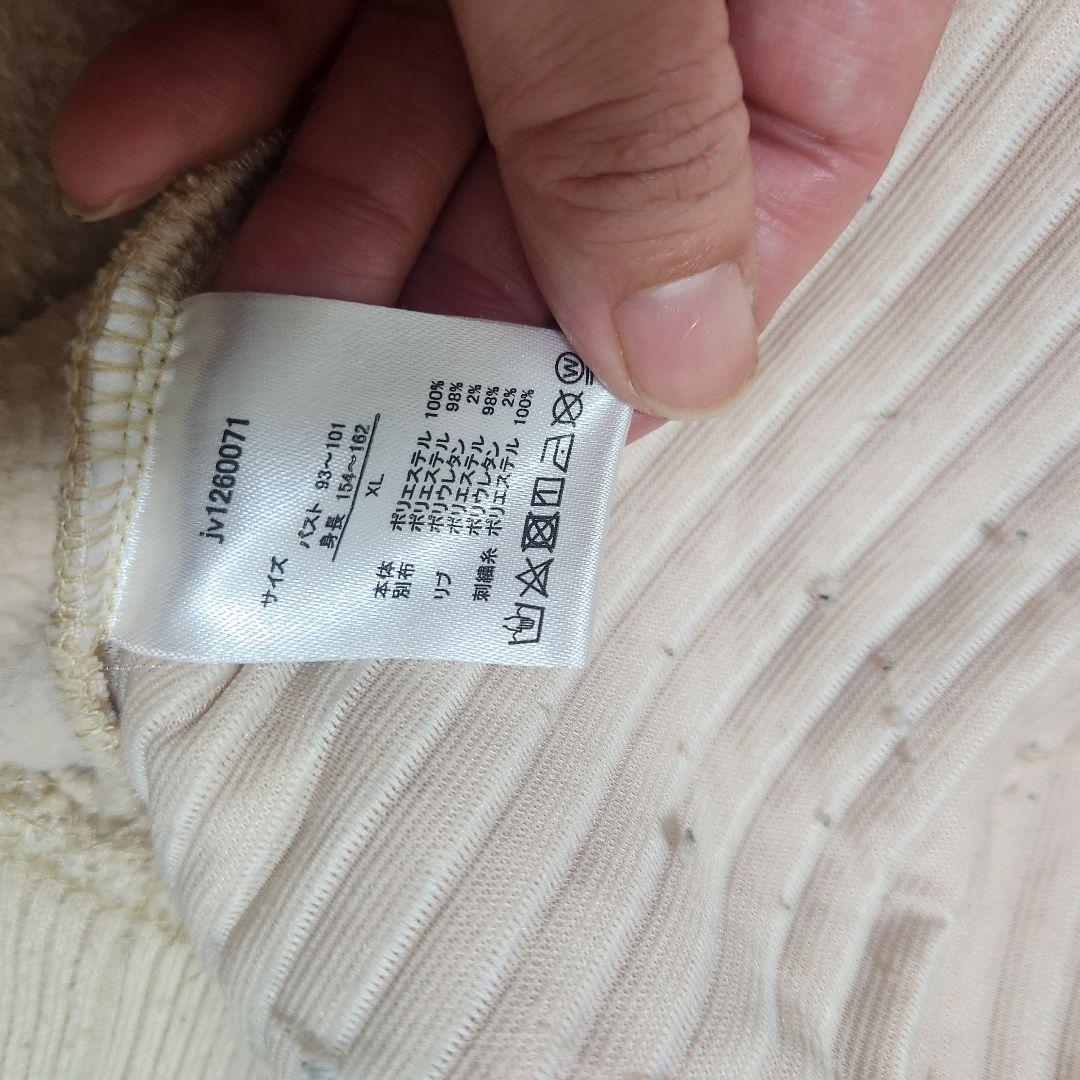 jv1260071
サイズ
バスト 93～101
身長 154～162
XL
本体 ポリエステル 100%
別布 ポリエステル 98%
ポリウレタン 2%
リブ ポリエステル 98%
ポリウレタン 2%
刺繍糸 ポリエステル 100%
W